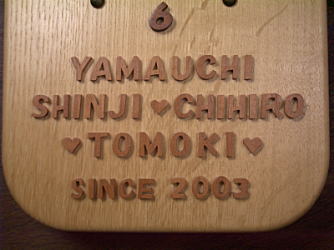 6
YAMAUCHI
SHINJI ♥ CHIHIRO
♥ TOMOKI ♥
SINCE 2003